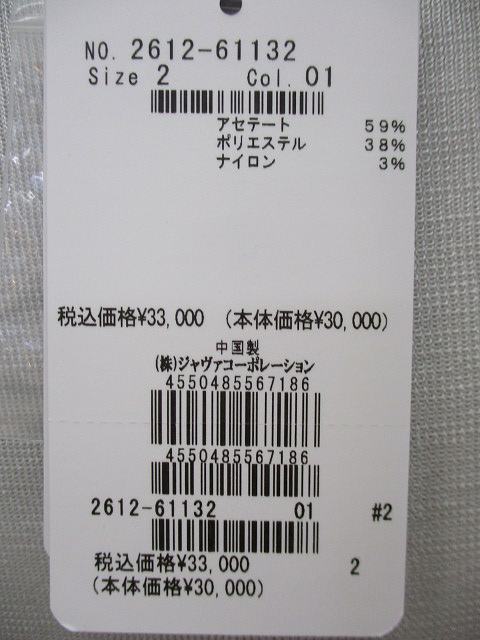 NO. 2612-61132
Size 2 Col. 01
アセテート 59%
ポリエステル 38%
ナイロン 3%
税込価格¥33,000 (本体価格¥30,000)
中国製
(株)ジャヴァコーポレーション
4550485567186
4550485567186
2612-61132 01 #2
税込価格¥33,000 2
(本体価格¥30,000)